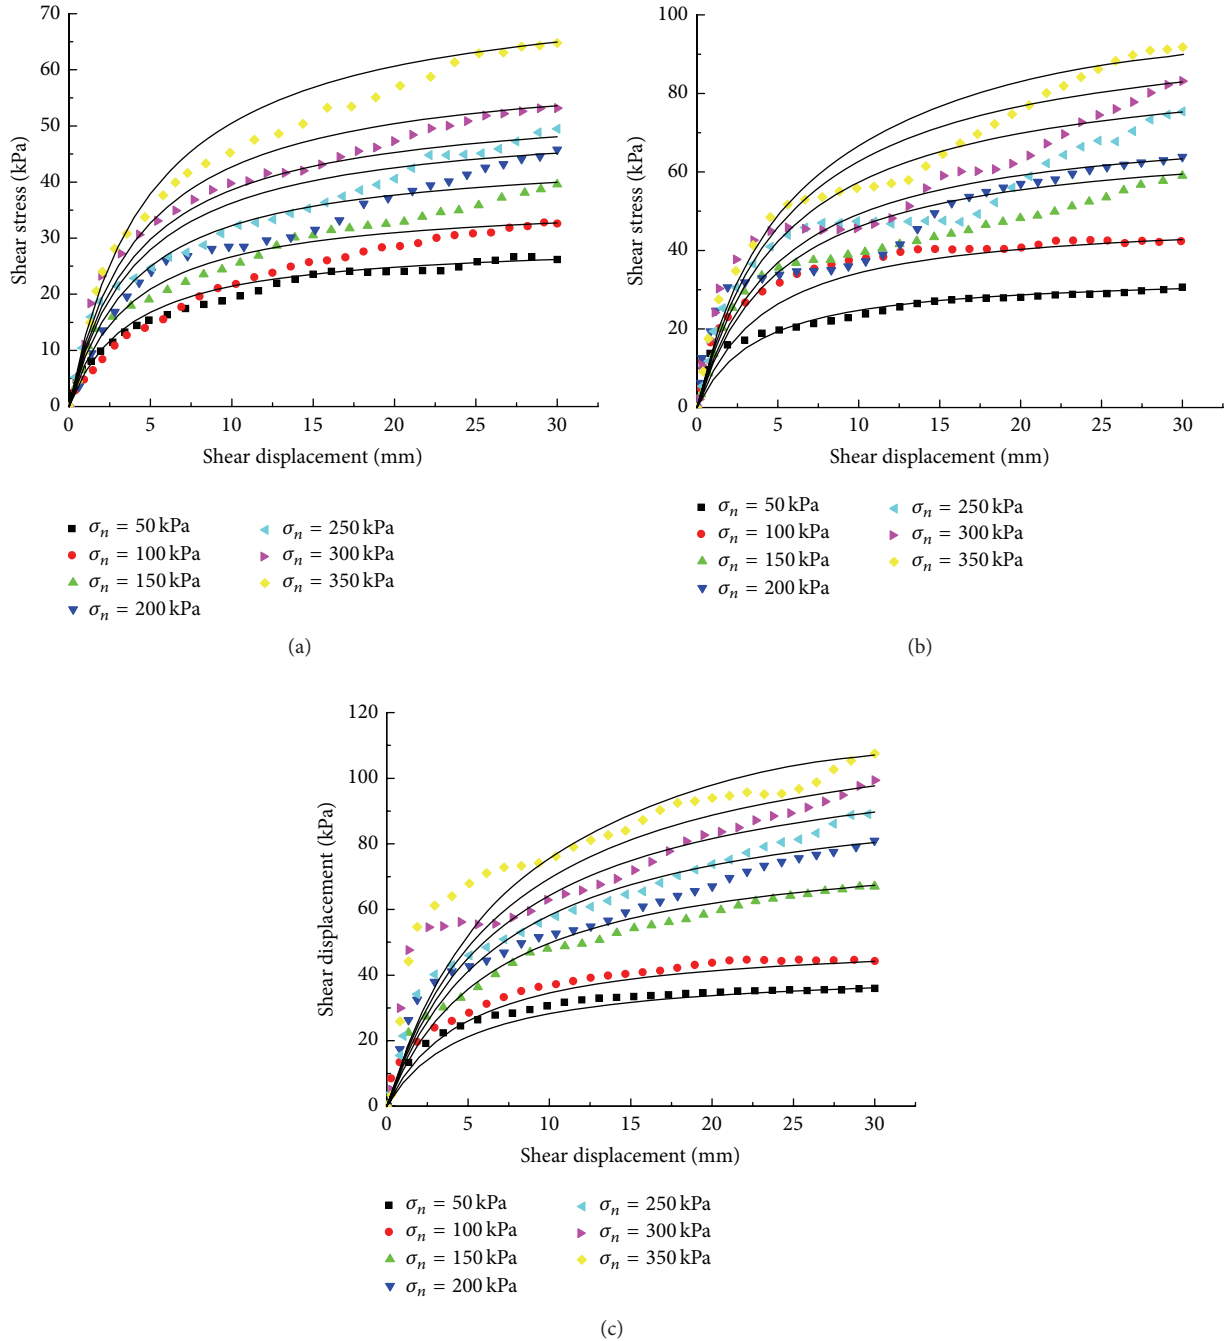 70
60
50
40
30
20
10
0
Shear stress (kPa)
0 5 10 15 20 25 30
Shear displacement (mm)
σn = 50 kPa
σn = 100 kPa
σn = 150 kPa
σn = 200 kPa
σn = 250 kPa
σn = 300 kPa
σn = 350 kPa
(a)
100
80
60
40
20
0
Shear stress (kPa)
0 5 10 15 20 25 30
Shear displacement (mm)
σn = 50 kPa
σn = 100 kPa
σn = 150 kPa
σn = 200 kPa
σn = 250 kPa
σn = 300 kPa
σn = 350 kPa
(b)
120
100
80
60
40
20
0
Shear displacement (kPa)
0 5 10 15 20 25 30
Shear displacement (mm)
σn = 50 kPa
σn = 100 kPa
σn = 150 kPa
σn = 200 kPa
σn = 250 kPa
σn = 300 kPa
σn = 350 kPa
(c)